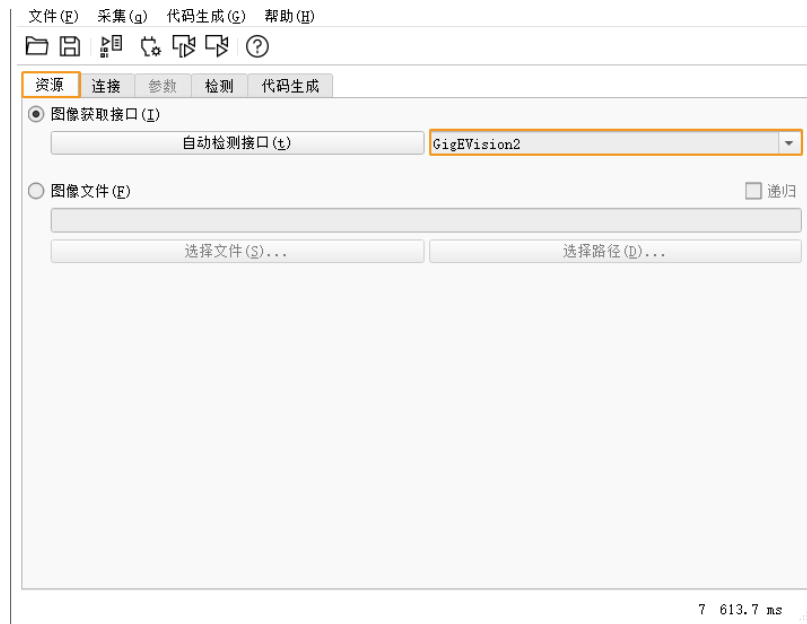 文件(F) 采集(q) 代码生成(G) 帮助(H)
资源 连接 参数 检测 代码生成
图像获取接口(I)
自动检测接口(t) GigEVision2
图像文件(F) 递归
选择文件(S)... 选择路径(D)...
7 613.7 ms